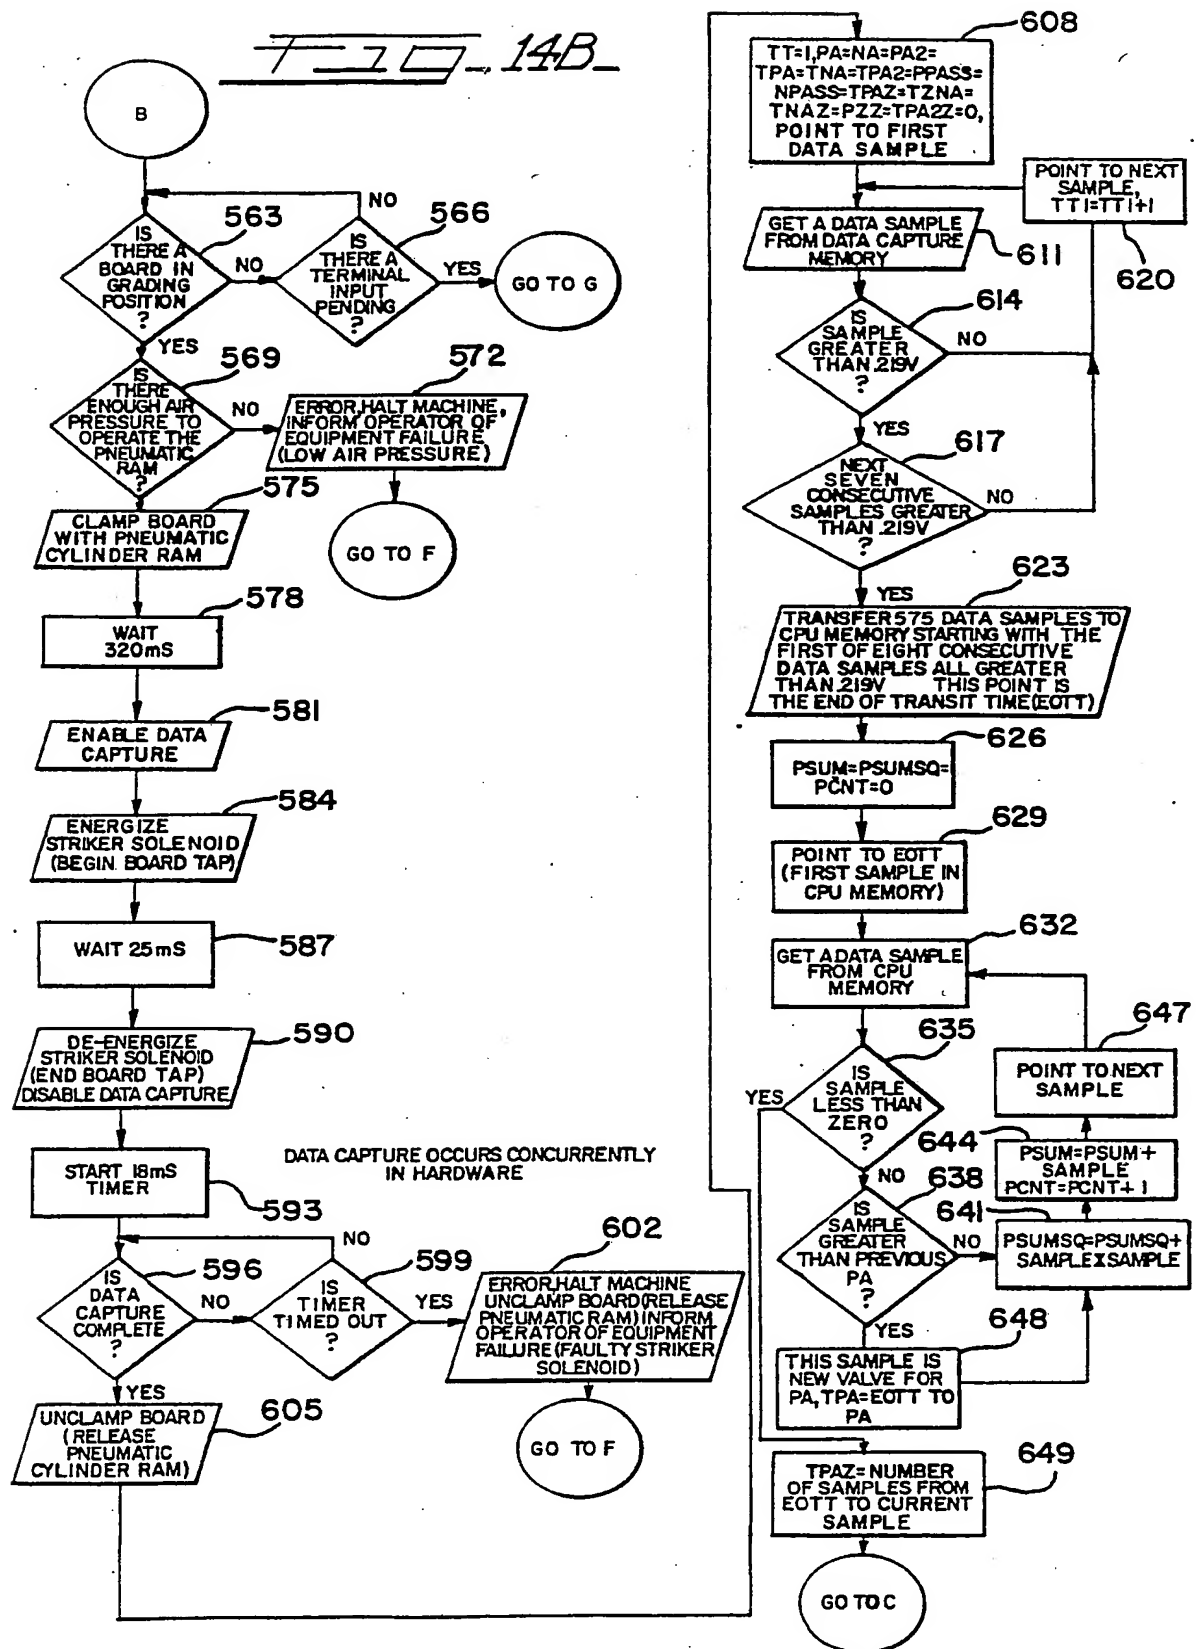 FIG. 14B
B
563
IS
THERE A
BOARD IN
GRADING
POSITION
?
NO
YES
566
NO
IS
THERE A
TERMINAL
INPUT
PENDING
?
YES
GO TO G
569
IS
THERE
ENOUGH AIR
PRESSURE TO
OPERATE THE
PNEUMATIC
RAM
?
NO
572
ERROR, HALT MACHINE,
INFORM OPERATOR OF
EQUIPMENT FAILURE
(LOW AIR PRESSURE)
GO TO F
575
CLAMP BOARD
WITH PNEUMATIC
CYLINDER RAM
578
WAIT
320mS
581
ENABLE DATA
CAPTURE
584
ENERGIZE
STRIKER SOLENOID
(BEGIN BOARD TAP)
WAIT 25mS
587
590
DE-ENERGIZE
STRIKER SOLENOID
(END BOARD TAP)
DISABLE DATA CAPTURE
START 18mS
TIMER
593
DATA CAPTURE OCCURS CONCURRENTLY
IN HARDWARE
596
IS
DATA
CAPTURE
COMPLETE
?
NO
YES
NO
599
IS
TIMER
TIMED OUT
?
YES
602
ERROR, HALT MACHINE
UNCLAMP BOARD (RELEASE
PNEUMATIC RAM) INFORM
OPERATOR OF EQUIPMENT
FAILURE (FAULTY STRIKER
SOLENOID)
GO TO F
605
UNCLAMP BOARD
(RELEASE
PNEUMATIC
CYLINDER RAM)
608
TT=1,PA=NA=PA2=
TPA=TNA=TPA2=PPASS=
NPASS=TPAZ=TZNA=
TNAZ=PZZ=TPA2Z=0,
POINT TO FIRST
DATA SAMPLE
POINT TO NEXT
SAMPLE,
TT1=TT1+1
620
GET A DATA SAMPLE
FROM DATA CAPTURE
MEMORY
611
614
IS
SAMPLE
GREATER
THAN .219V
?
NO
YES
617
NEXT
SEVEN
CONSECUTIVE
SAMPLES GREATER
THAN .219V
?
NO
YES
623
TRANSFER 575 DATA SAMPLES TO
CPU MEMORY STARTING WITH THE
FIRST OF EIGHT CONSECUTIVE
DATA SAMPLES ALL GREATER
THAN .219V THIS POINT IS
THE END OF TRANSIT TIME (EOTT)
626
PSUM=PSUMSQ=
PCNT=0
629
POINT TO EOTT
(FIRST SAMPLE IN
CPU MEMORY)
632
GET A DATA SAMPLE
FROM CPU
MEMORY
635
YES
IS
SAMPLE
LESS THAN
ZERO
?
NO
638
IS
SAMPLE
GREATER
THAN PREVIOUS
PA
?
NO
YES
647
POINT TO NEXT
SAMPLE
644
PSUM=PSUM+
SAMPLE
PCNT=PCNT+1
641
PSUMSQ=PSUMSQ+
SAMPLEXSAMPLE
648
THIS SAMPLE IS
NEW VALVE FOR
PA, TPA=EOTT TO
PA
649
TPAZ=NUMBER
OF SAMPLES FROM
EOTT TO CURRENT
SAMPLE
GO TO C